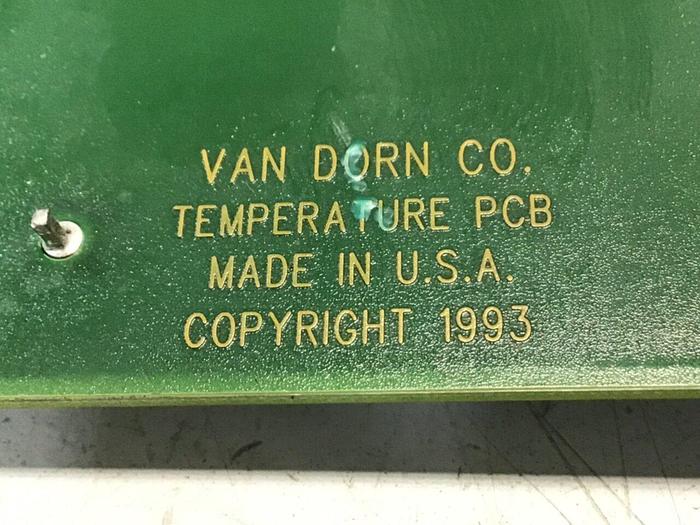 VAN DORN CO.
TEMPERATURE PCB
MADE IN U.S.A.
COPYRIGHT 1993